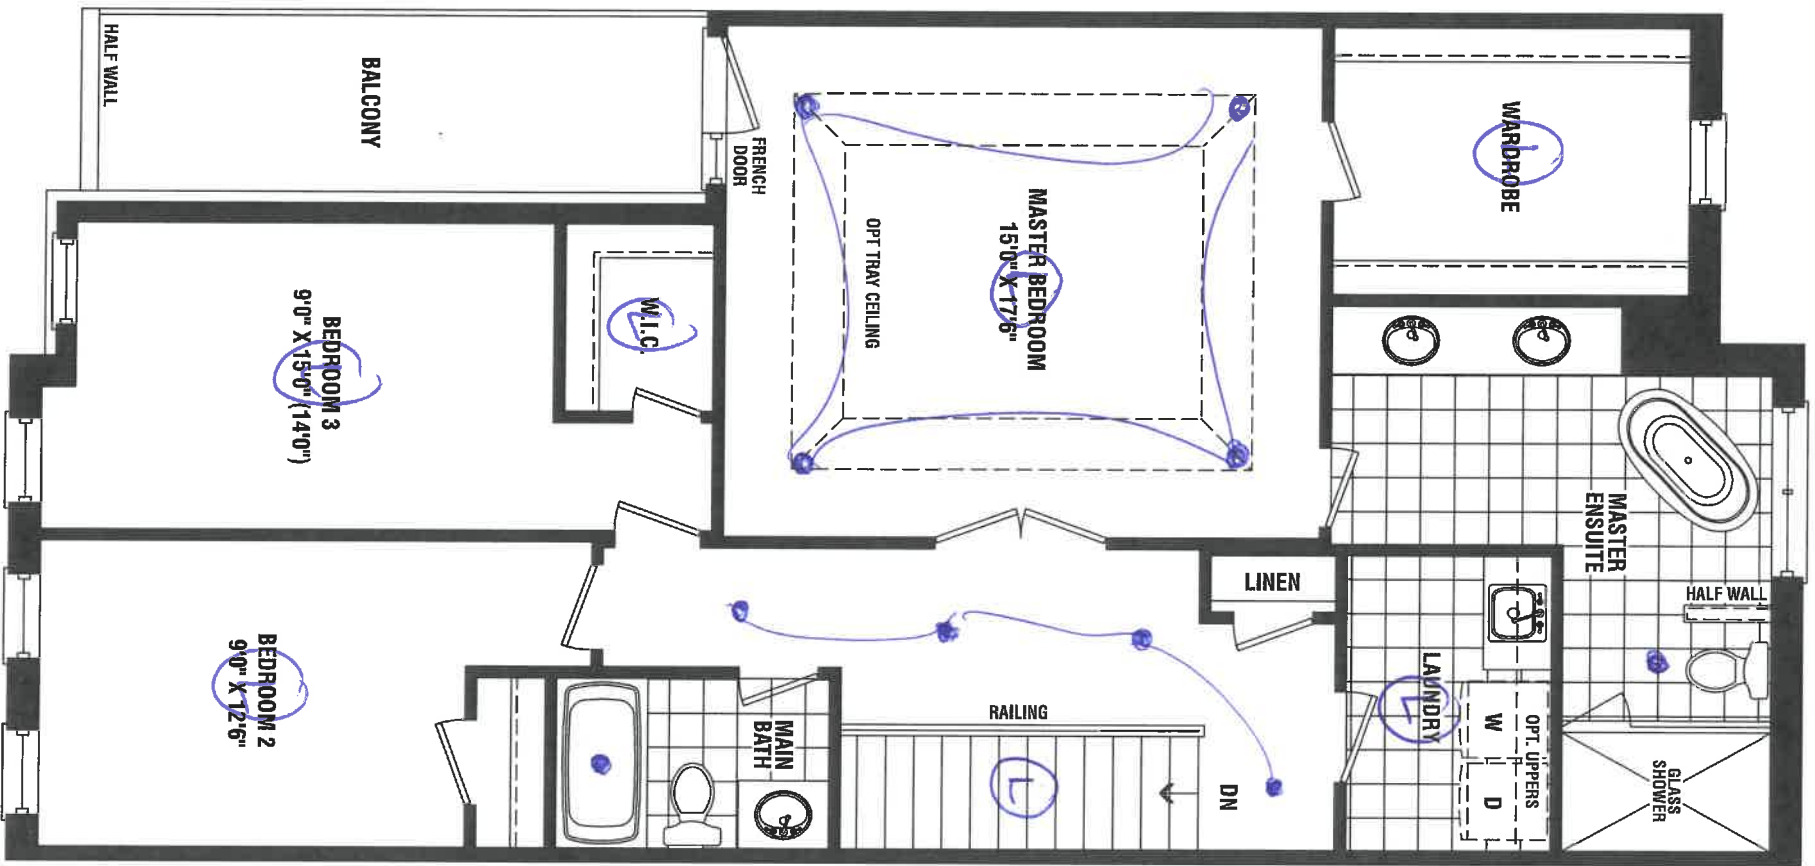 HALF WALL
BALCONY
FRENCH
DOOR
WARDROBE
MASTER BEDROOM
15'0" X 17'6"
OPT TRAY CEILING
W.I.C.
L
BEDROOM 3
9'0" X 15'0" (14'0")
MASTER
ENSUITE
HALF WALL
LINEN
LAUNDRY
L
OPT. UPPERS
W
D
GLASS
SHOWER
BEDROOM 2
9'0" X 12'6"
MAIN
BATH
RAILING
L
DN